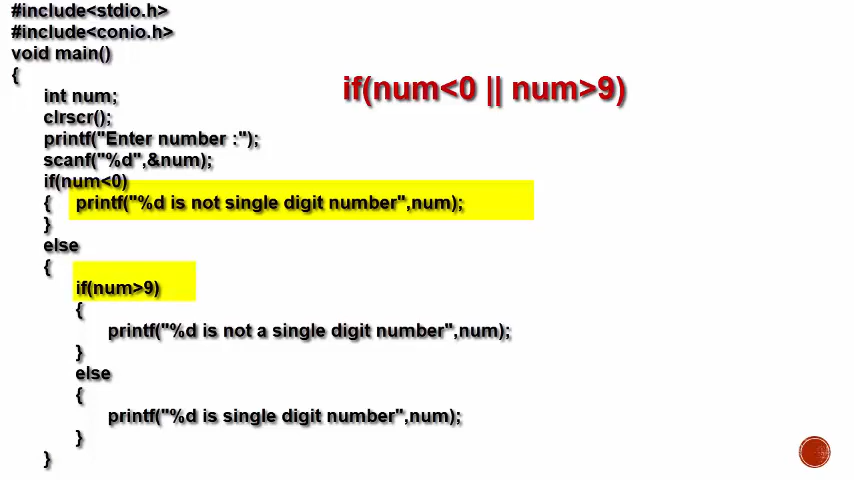 #include<stdio.h>
#include<conio.h>
void main()
{
if(num<0 || num>9)
int num;
clrscr();
printf("Enter number :");
scanf("%d",&num);
if(num<0)
{ printf("%d is not single digit number",num);
}
else
{
if(num>9)
{
printf("%d is not a single digit number",num);
}
else
{
printf("%d is single digit number",num);
}
}